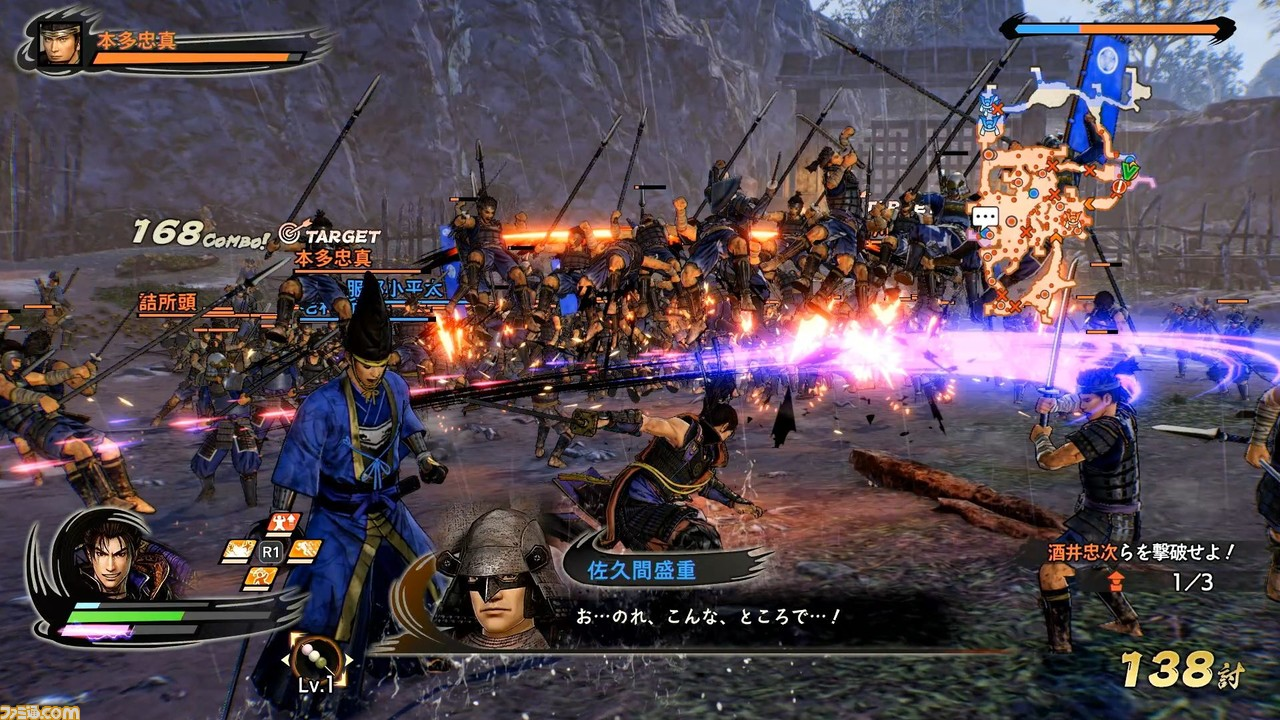 本多忠真
168 COMBO!
TARGET
本多忠真
詰所頭
R1
佐久間盛重
お…のれ、こんな、ところで…！
酒井忠次らを撃破せよ！
1/3
Lv.1
138討
ファミ通.com